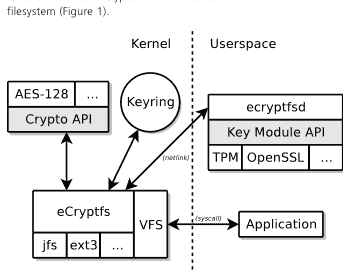 filesystem (Figure 1).
Kernel
Userspace
AES-128
...
Crypto API
Keyring
ecryptfsd
Key Module API
TPM
OpenSSL
...
(netlink)
eCryptfs
VFS
jfs
ext3
...
(syscall)
Application